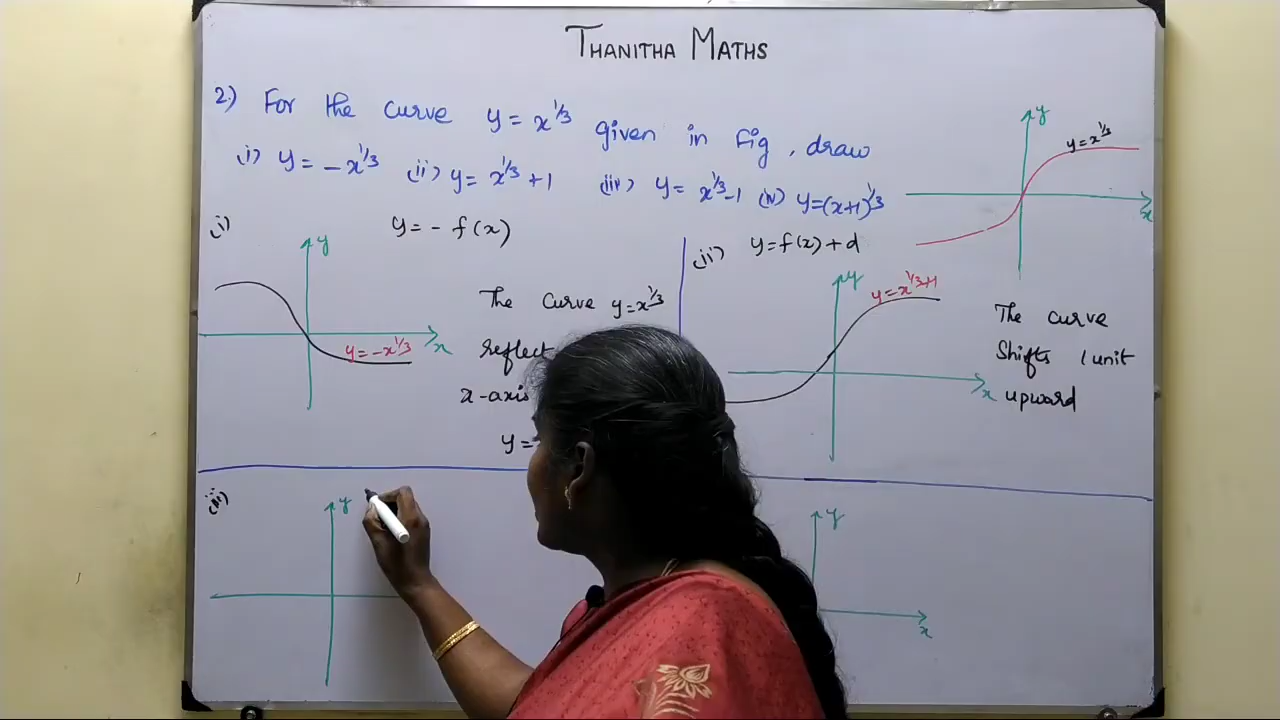 THANITHA MATHS
2) For the curve y = x^1/3 given in Fig, draw
(i) y = -x^1/3 (ii) y = x^1/3 + 1 (iii) y = x^1/3 - 1 (iv) y = (x+1)^1/3
y
y = x^1/3
x
(i) y = - f(x)
y
y = -x^1/3
x
The curve y = x^1/3
reflect
x-axis
y =
(ii) y = f(x) + d
y
y = x^1/3 + 1
x
The curve
Shifts 1 unit
upward
(iii)
y
y
x